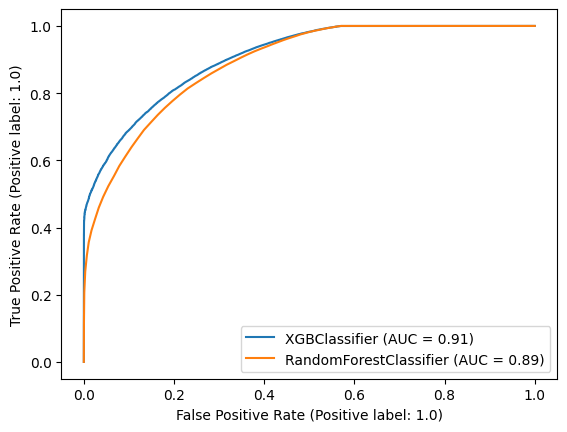 True Positive Rate (Positive label: 1.0)
1.0
0.8
0.6
0.4
0.2
0.0
XGBClassifier (AUC = 0.91)
RandomForestClassifier (AUC = 0.89)
0.0 0.2 0.4 0.6 0.8 1.0
False Positive Rate (Positive label: 1.0)